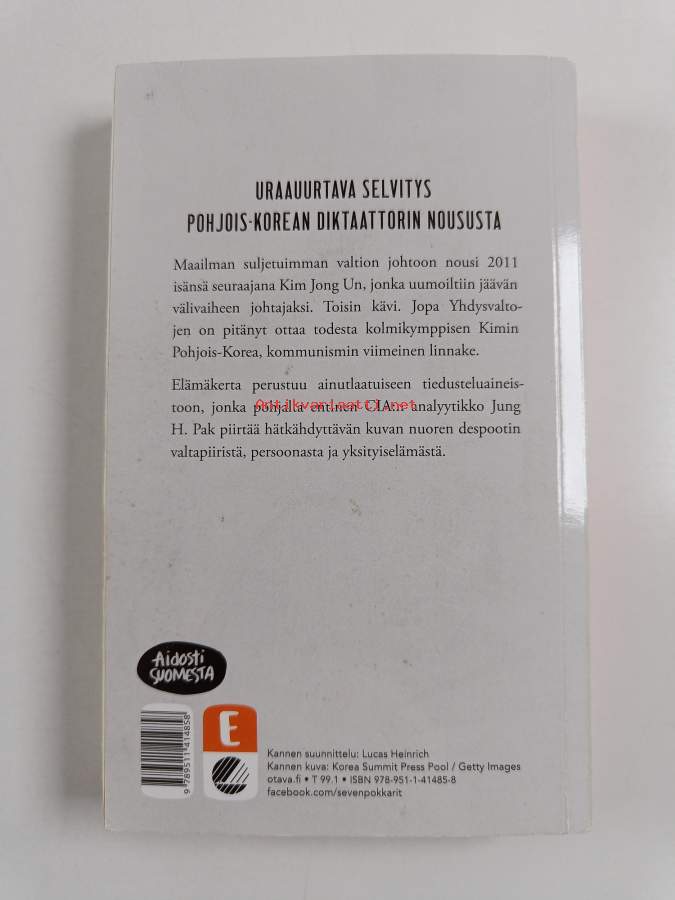 URAAUURTAVA SELVITYS
POHJOIS-KOREAN DIKTAATTORIN NOUSUSTA
Maailman suljetuimman valtion johtoon nousi 2011
isänsä seuraajana Kim Jong Un, jonka uumoiltiin jäävän
välivaiheen johtajaksi. Toisin kävi. Jopa Yhdysvalto-
jen on pitänyt ottaa todesta kolmikymppisen Kimin
Pohjois-Korea, kommunismin viimeinen linnake.
Elämäkerta perustuu ainutlaatuiseen tiedusteluaineis-
toon, jonka pohjalta entinen CIA:n analyytikko Jung
Antikvariaatti.net
H. Pak piirtää hätkähdyttävän kuvan nuoren despootin
valtapiiristä, persoonasta ja yksityiselämästä.
Aidosti
SUOMESTA
E
9 789511 414858
Kannen suunnittelu: Lucas Heinrich
Kannen kuva: Korea Summit Press Pool / Getty Images
otava.fi • T 99.1 • ISBN 978-951-1-41485-8
facebook.com/sevenpokkarit